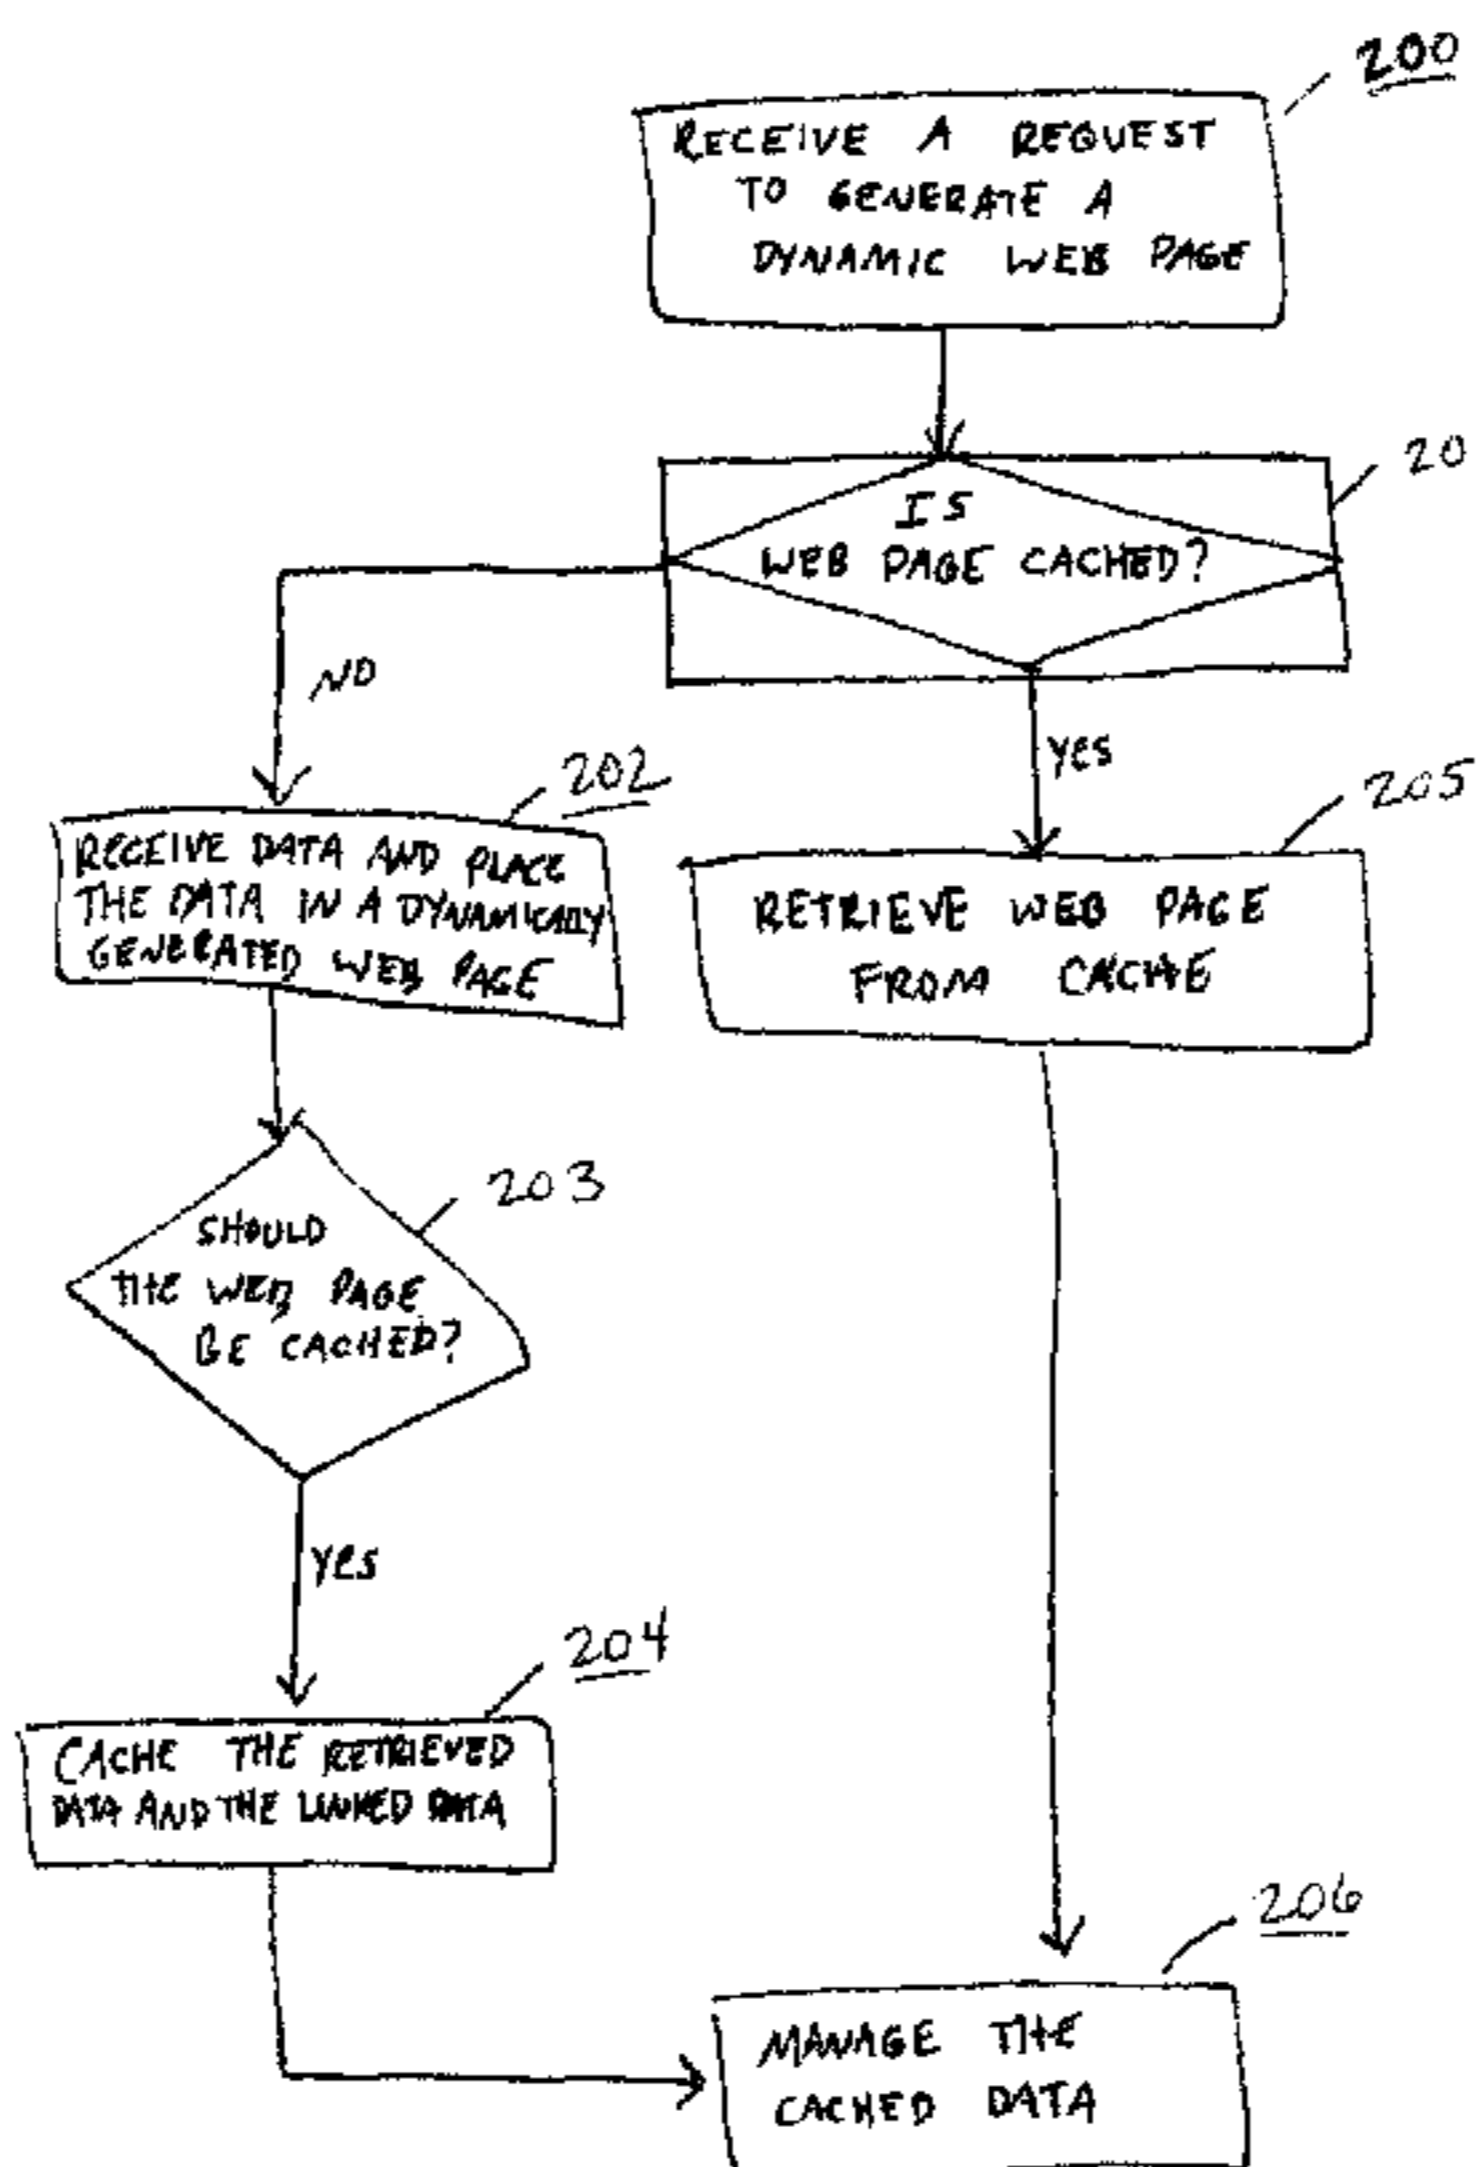 200
RECEIVE A REQUEST
TO GENERATE A
DYNAMIC WEB PAGE
20
IS
WEB PAGE CACHED?
NO
YES
202
205
RECEIVE DATA AND PLACE
THE DATA IN A DYNAMICALLY
GENERATED WEB PAGE
RETRIEVE WEB PAGE
FROM CACHE
203
SHOULD
THE WEB PAGE
BE CACHED?
YES
204
CACHE THE RETRIEVED
DATA AND THE LINKED DATA
206
MANAGE THE
CACHED DATA